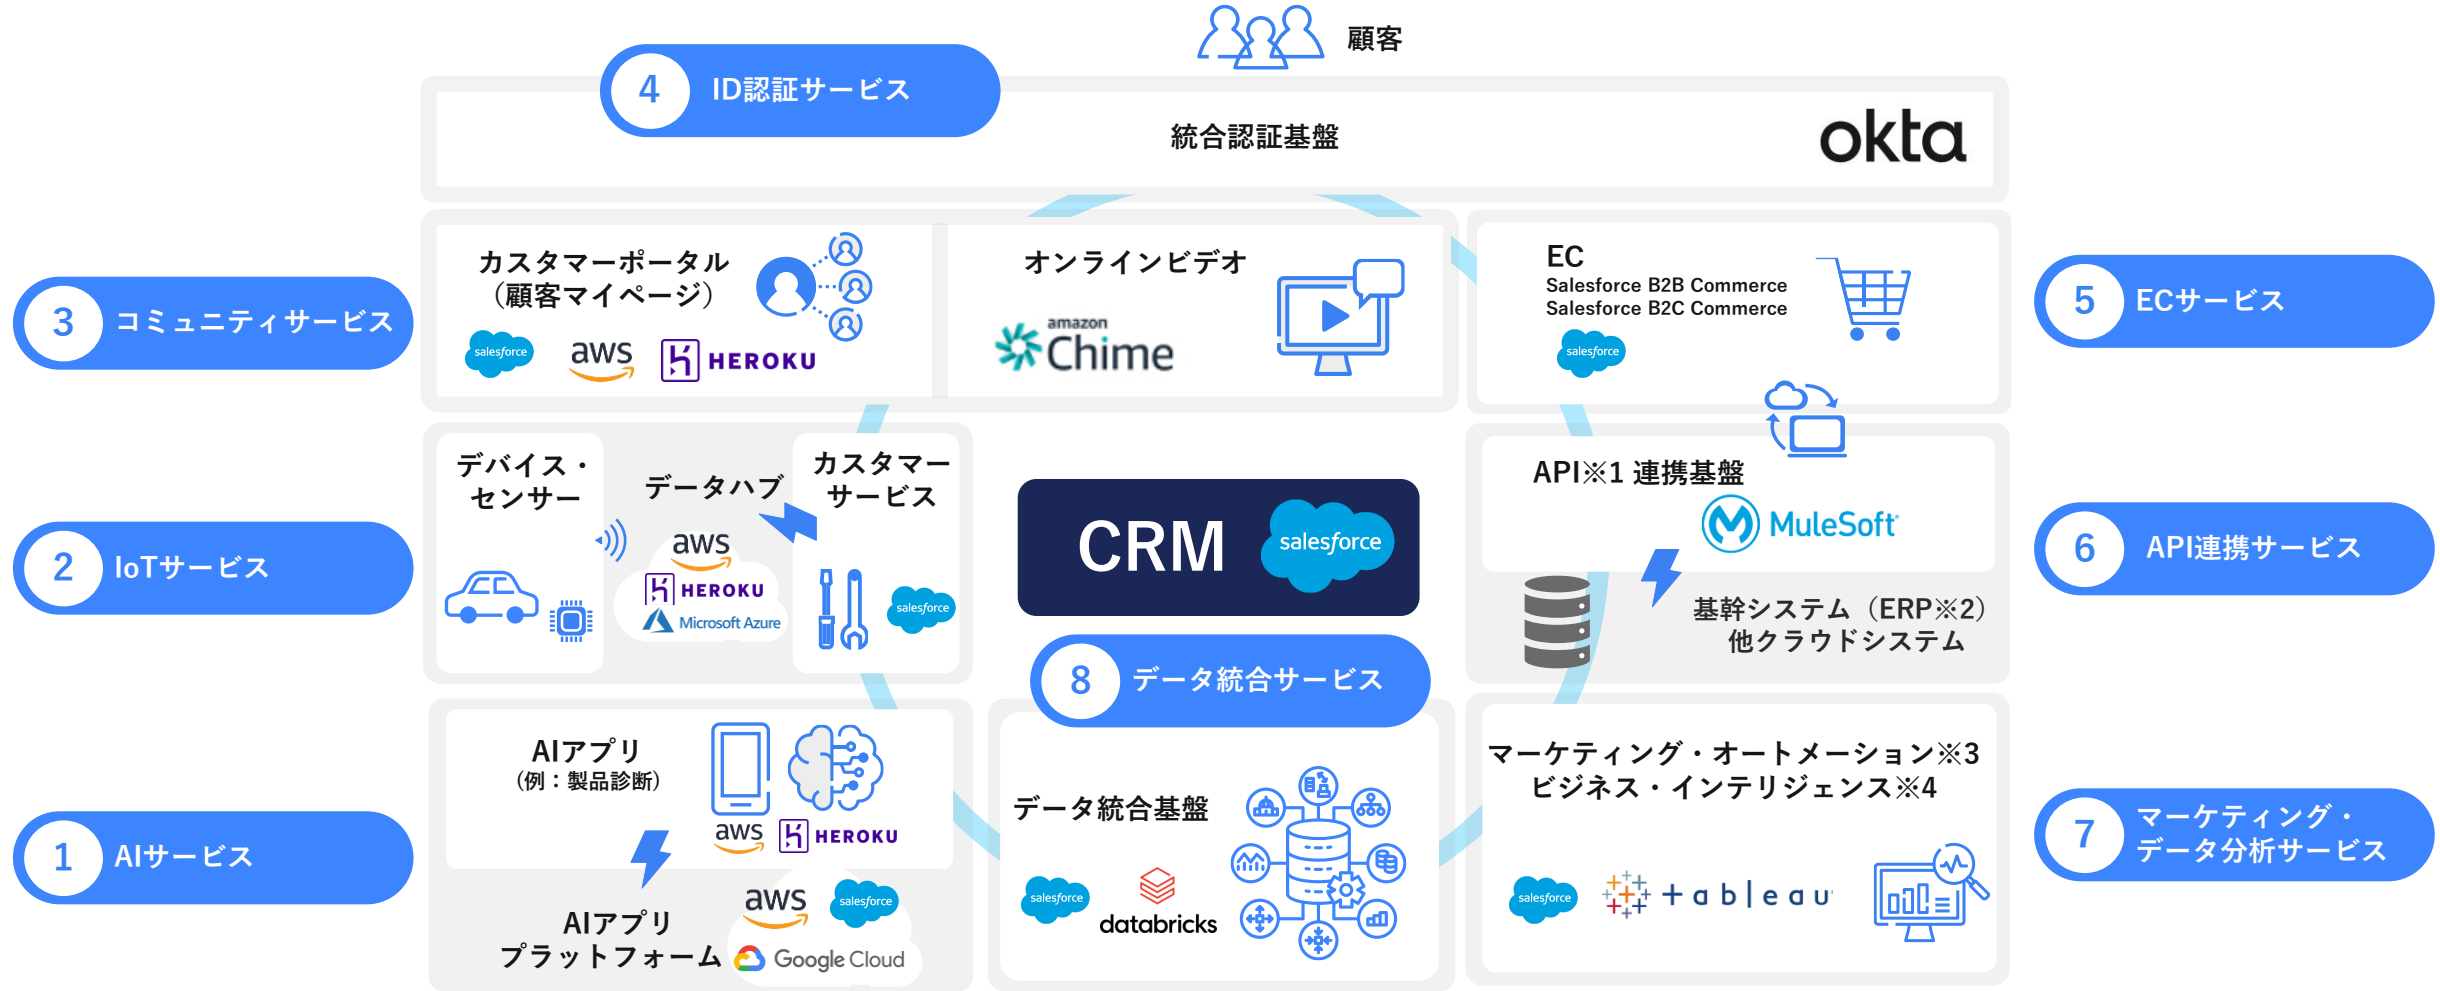 顧客
4 ID認証サービス
統合認証基盤
okta
3 コミュニティサービス
カスタマーポータル
（顧客マイページ）
salesforce
aws
HEROKU
オンラインビデオ
amazon
Chime
EC
Salesforce B2B Commerce
Salesforce B2C Commerce
salesforce
5 ECサービス
2 IoTサービス
デバイス・
センサー
データハブ
aws
HEROKU
Microsoft Azure
カスタマー
サービス
salesforce
CRM
salesforce
API※1 連携基盤
MuleSoft
基幹システム（ERP※2）
他クラウドシステム
6 API連携サービス
1 AIサービス
AIアプリ
（例：製品診断）
aws
HEROKU
AIアプリ
プラットフォーム
aws
salesforce
Google Cloud
8 データ統合サービス
データ統合基盤
salesforce
databricks
マーケティング・オートメーション※3
ビジネス・インテリジェンス※4
salesforce
+ a b l e a u
7 マーケティング・
データ分析サービス